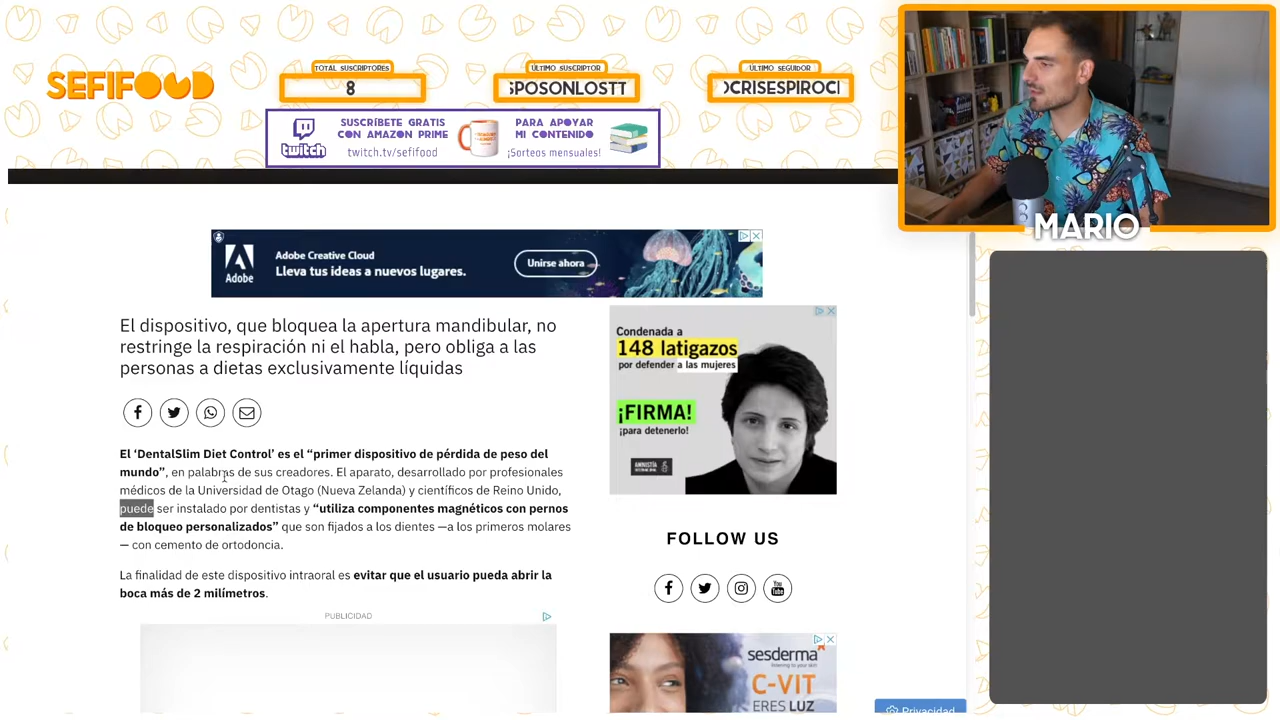 SEFIFOOD
TOTAL SUSCRIPTORES
8
ÚLTIMO SUSCRIPTOR
SPOSONLOSTT
ÚLTIMO SEGUIDOR
OCRISESPIROCI
twitch
SUSCRÍBETE GRATIS
CON AMAZON PRIME
twitch.tv/sefifood
PARA APOYAR
MI CONTENIDO
¡Sorteos mensuales!
MARIO
Adobe
Adobe Creative Cloud
Lleva tus ideas a nuevos lugares.
Unirse ahora
El dispositivo, que bloquea la apertura mandibular, no
restringe la respiración ni el habla, pero obliga a las
personas a dietas exclusivamente líquidas
El ‘DentalSlim Diet Control’ es el “primer dispositivo de pérdida de peso del
mundo”, en palabras de sus creadores. El aparato, desarrollado por profesionales
médicos de la Universidad de Otago (Nueva Zelanda) y científicos de Reino Unido,
puede ser instalado por dentistas y “utiliza componentes magnéticos con pernos
de bloqueo personalizados” que son fijados a los dientes —a los primeros molares
— con cemento de ortodoncia.
La finalidad de este dispositivo intraoral es evitar que el usuario pueda abrir la
boca más de 2 milímetros.
PUBLICIDAD
Condenada a
148 latigazos
por defender a las mujeres
¡FIRMA!
¡para detenerlo!
AMNISTÍA
FOLLOW US
You
Tube
sesderma
listening to your skin
C-VIT
ERES LUZ
Privacidad